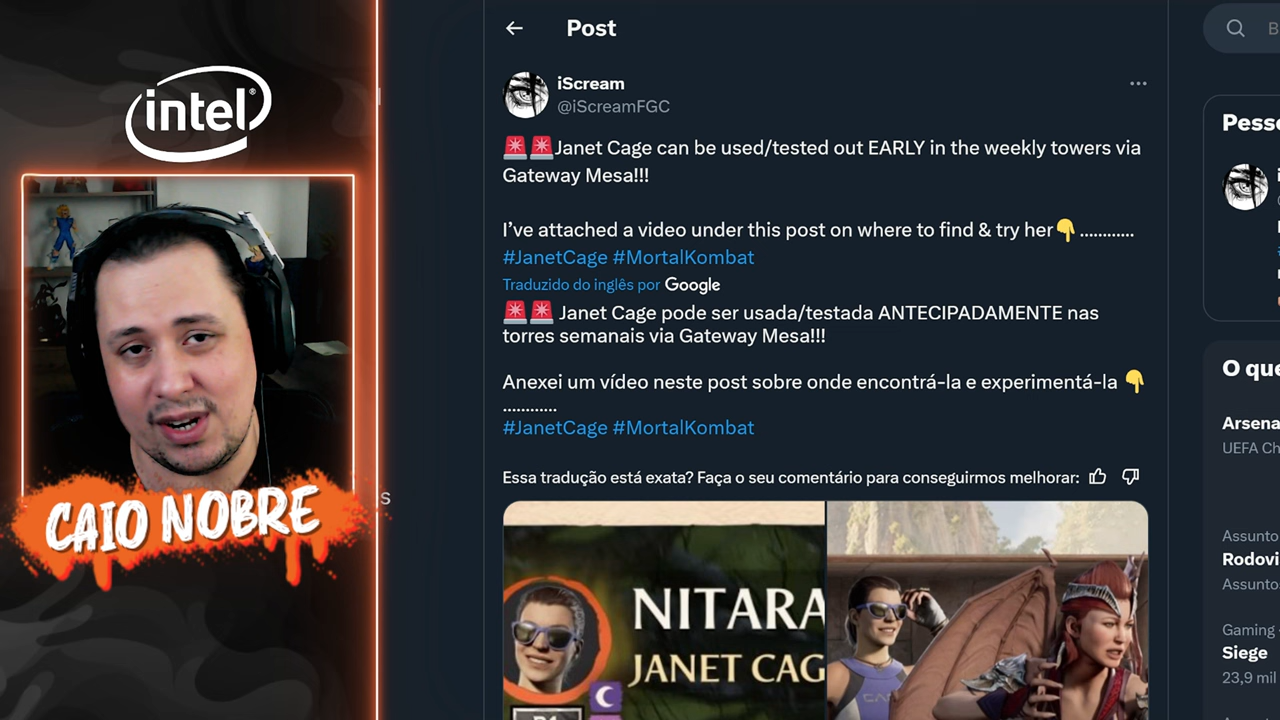 intel
CAIO NOBRE
s
Post
iScream
@iScreamFGC
🚨🚨Janet Cage can be used/tested out EARLY in the weekly towers via
Gateway Mesa!!!
I've attached a video under this post on where to find & try her👇............
#JanetCage #MortalKombat
Traduzido do inglês por Google
🚨🚨 Janet Cage pode ser usada/testada ANTECIPADAMENTE nas
torres semanais via Gateway Mesa!!!
Anexei um vídeo neste post sobre onde encontrá-la e experimentá-la 👇
............
#JanetCage #MortalKombat
Essa tradução está exata? Faça o seu comentário para conseguirmos melhorar:
NITARA
JANET CAG
B
Pesso
O que
Arsena
UEFA Ch
Assunto
Rodovi
Assunto
Gaming
Siege
23,9 mil